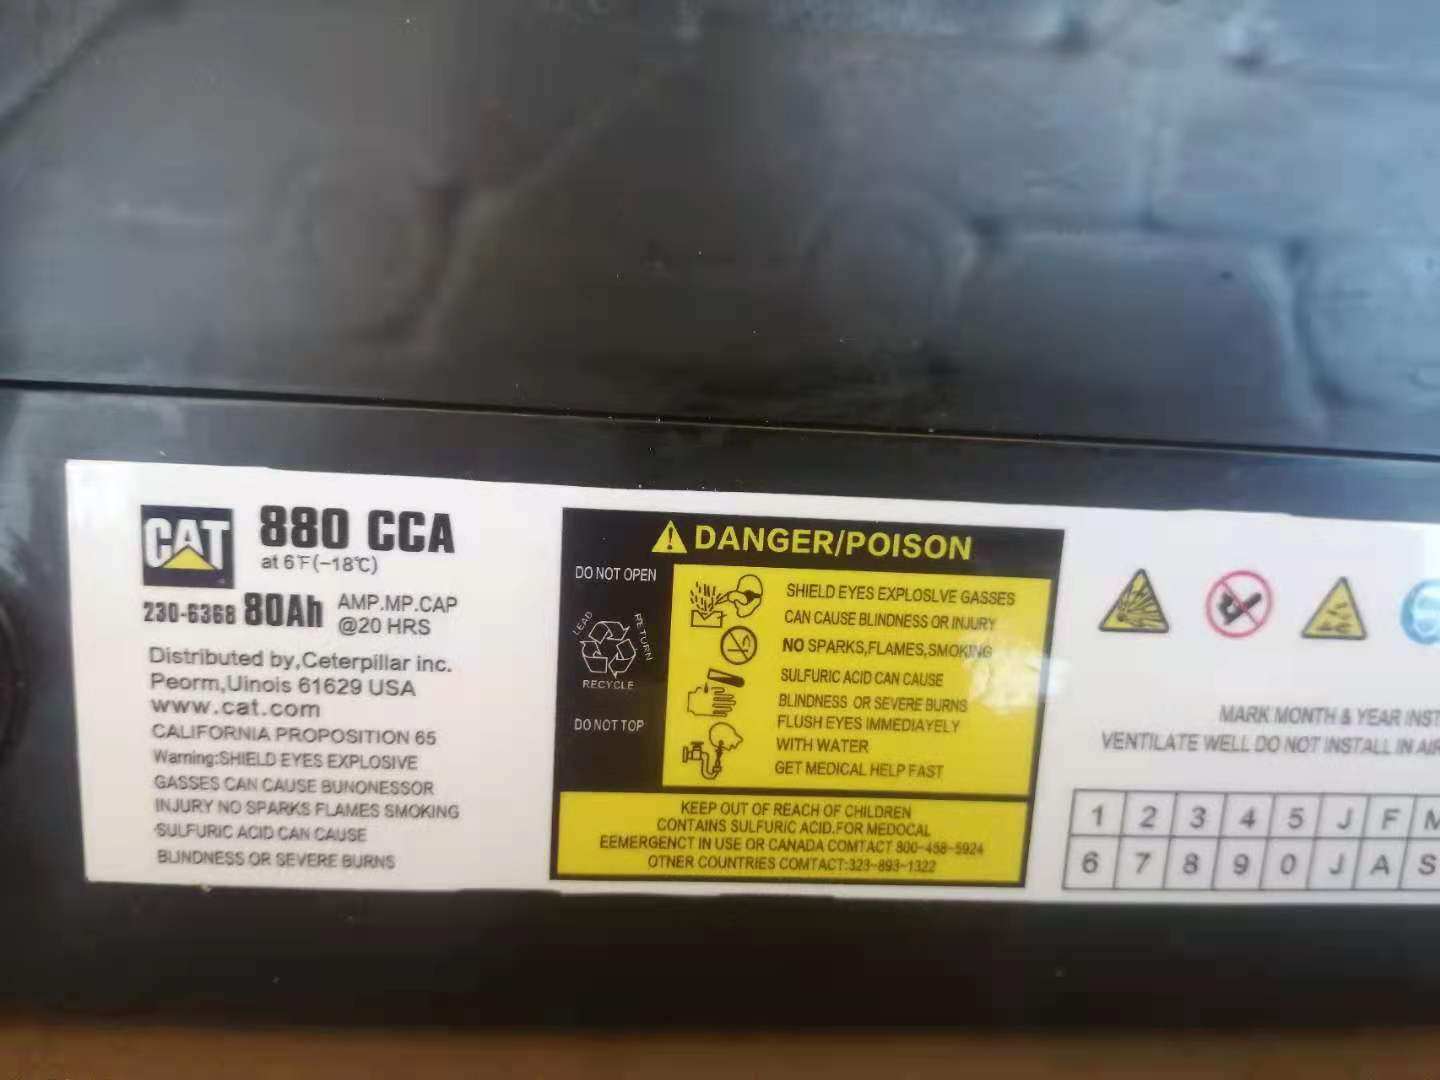 CAT
880 CCA
at 6℉(-18℃)
230-6368 80Ah AMP.MP.CAP
@20 HRS
Distributed by,Ceterpillar inc.
Peorm,Uinois 61629 USA
www.cat.com
CALIFORNIA PROPOSITION 65
Warning:SHIELD EYES EXPLOSIVE
GASSES CAN CAUSE BUNONESSOR
INJURY NO SPARKS FLAMES SMOKING
SULFURIC ACID CAN CAUSE
BLINDNESS OR SEVERE BURNS
DANGER/POISON
DO NOT OPEN
LEAD
RETURN
RECYCLE
DO NOT TOP
SHIELD EYES EXPLOSLVE GASSES
CAN CAUSE BLINDNESS OR INJURY
NO SPARKS,FLAMES,SMOKING
SULFURIC ACID CAN CAUSE
BLINDNESS OR SEVERE BURNS
FLUSH EYES IMMEDIAYELY
WITH WATER
GET MEDICAL HELP FAST
KEEP OUT OF REACH OF CHILDREN
CONTAINS SULFURIC ACID.FOR MEDOCAL
EEMERGENCT IN USE OR CANADA COMTACT 800-458-5924
OTNER COUNTRIES COMTACT:323-893-1322
MARK MONTH & YEAR INST
VENTILATE WELL DO NOT INSTALL IN AIR
1 2 3 4 5 J F M
6 7 8 9 0 J A S